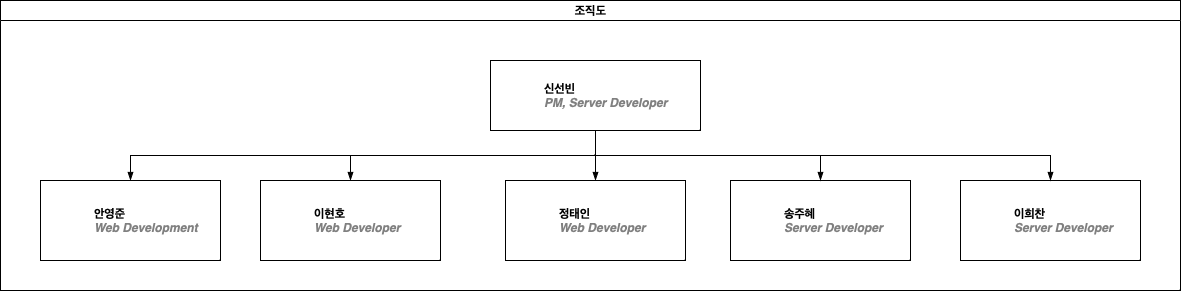 조직도
신선빈
PM, Server Developer
안영준
Web Development
이현호
Web Developer
정태인
Web Developer
송주혜
Server Developer
이희찬
Server Developer